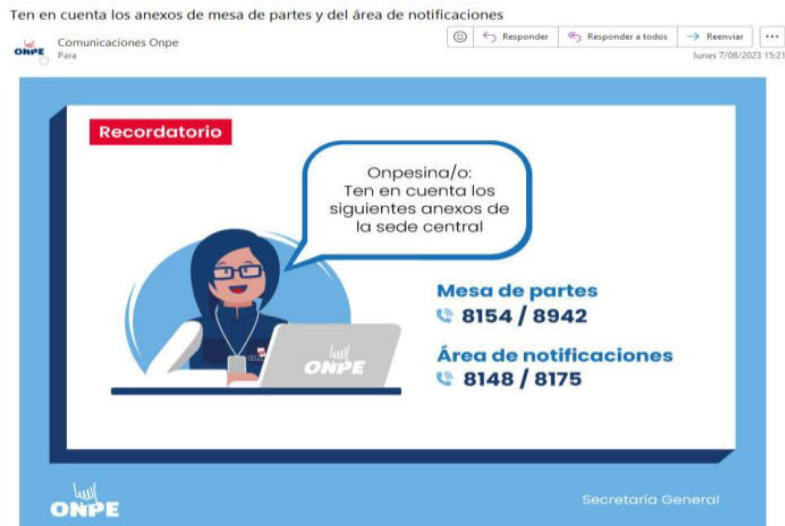 Ten en cuenta los anexos de mesa de partes y del área de notificaciones
ONPE
Comunicaciones Onpe
Para
Responder
Responder a todos
Reenviar
lunes 7/08/2023 15:21
Recordatorio
Onpesina/o:
Ten en cuenta los
siguientes anexos de
la sede central
Mesa de partes
8154 / 8942
Área de notificaciones
8148 / 8175
ONPE
ONPE
Secretaría General